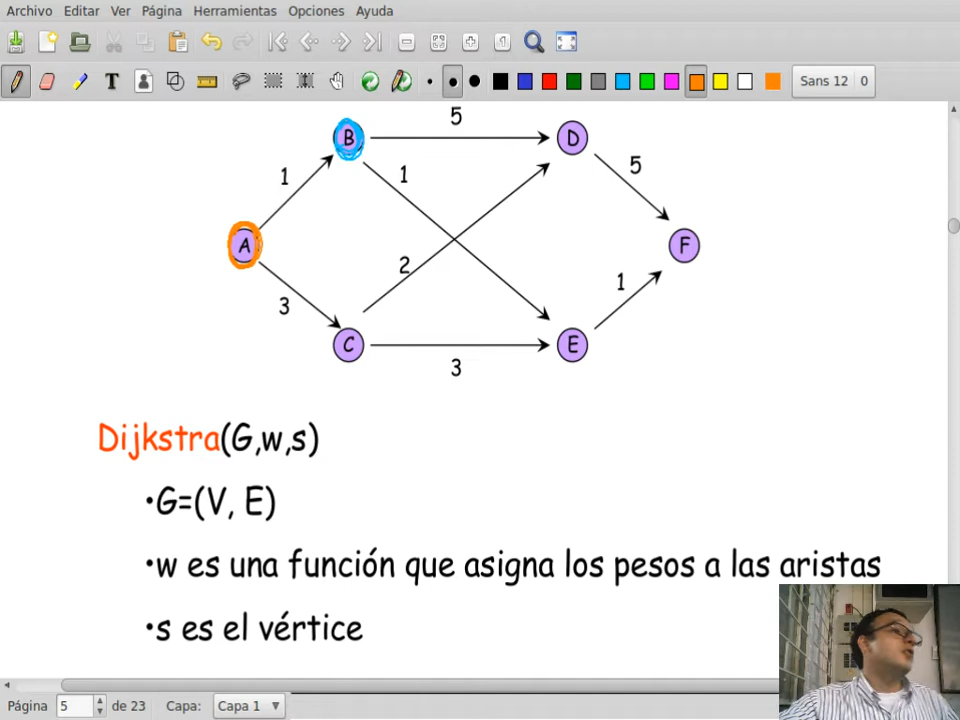 Archivo Editar Ver Página Herramientas Opciones Ayuda
T Sans 12 0
5
B D
1 1 5
A F
2
3 1
C E
3
Dijkstra(G,w,s)
•G=(V, E)
•w es una función que asigna los pesos a las aristas
•s es el vértice
Página 5 de 23 Capa: Capa 1